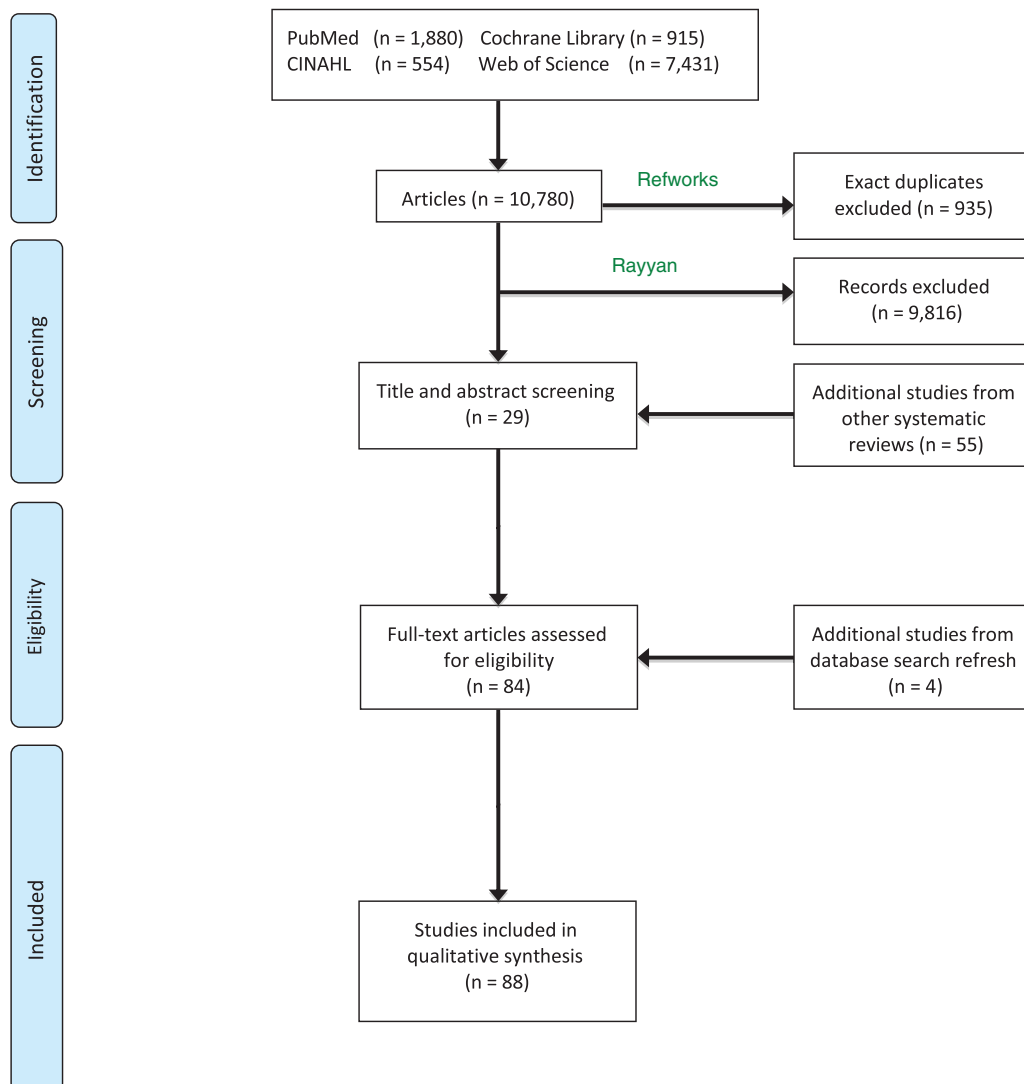 Identification
PubMed (n = 1,880) Cochrane Library (n = 915)
CINAHL (n = 554) Web of Science (n = 7,431)
Articles (n = 10,780)
Refworks
Exact duplicates
excluded (n = 935)
Screening
Rayyan
Records excluded
(n = 9,816)
Title and abstract screening
(n = 29)
Additional studies from
other systematic
reviews (n = 55)
Eligibility
Full-text articles assessed
for eligibility
(n = 84)
Additional studies from
database search refresh
(n = 4)
Included
Studies included in
qualitative synthesis
(n = 88)